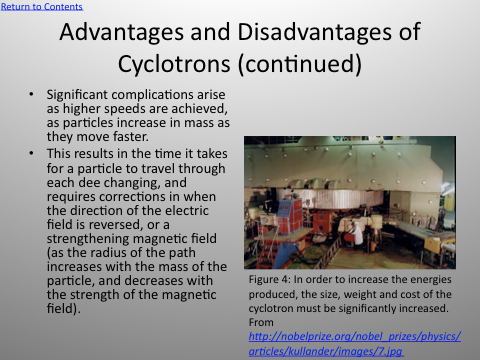 Return to Contents
Advantages and Disadvantages of
Cyclotrons (continued)
• Significant complications arise
as higher speeds are achieved,
as particles increase in mass as
they move faster.
• This results in the time it takes
for a particle to travel through
each dee changing, and
requires corrections in when
the direction of the electric
field is reversed, or a
strengthening magnetic field
(as the radius of the path
increases with the mass of the
particle, and decreases with
the strength of the magnetic
field).
Figure 4: In order to increase the energies
produced, the size, weight and cost of the
cyclotron must be significantly increased.
From
http://nobelprize.org/nobel_prizes/physics/
articles/kullander/images/7.jpg